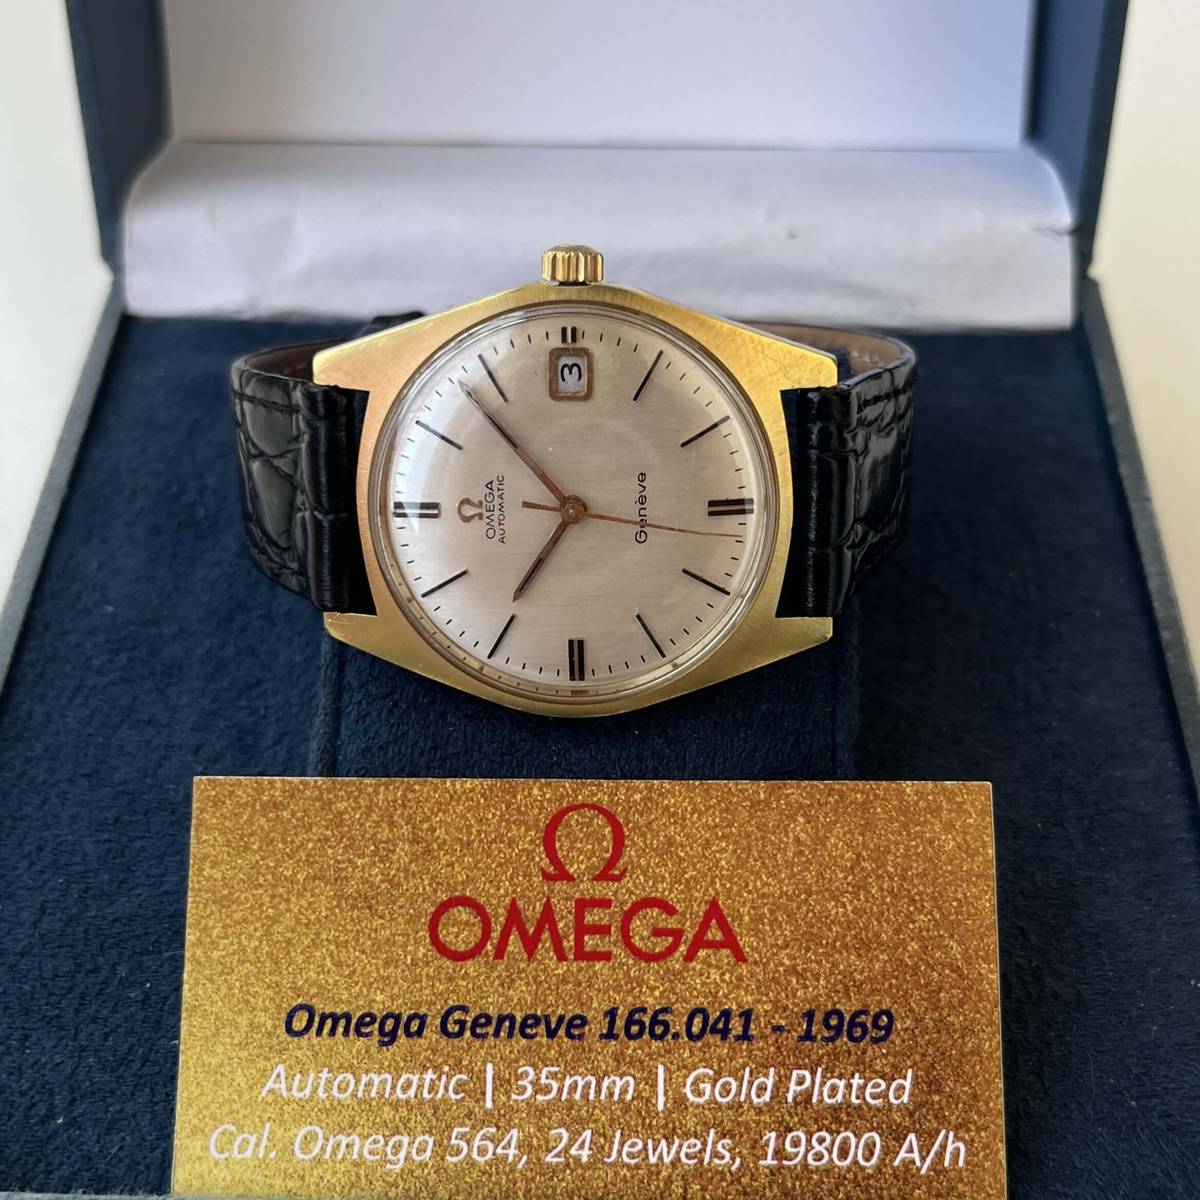 3
Ω
OMEGA
AUTOMATIC
Genève
Ω
OMEGA
Omega Geneve 166.041 - 1969
Automatic | 35mm | Gold Plated
Cal. Omega 564, 24 Jewels, 19800 A/h